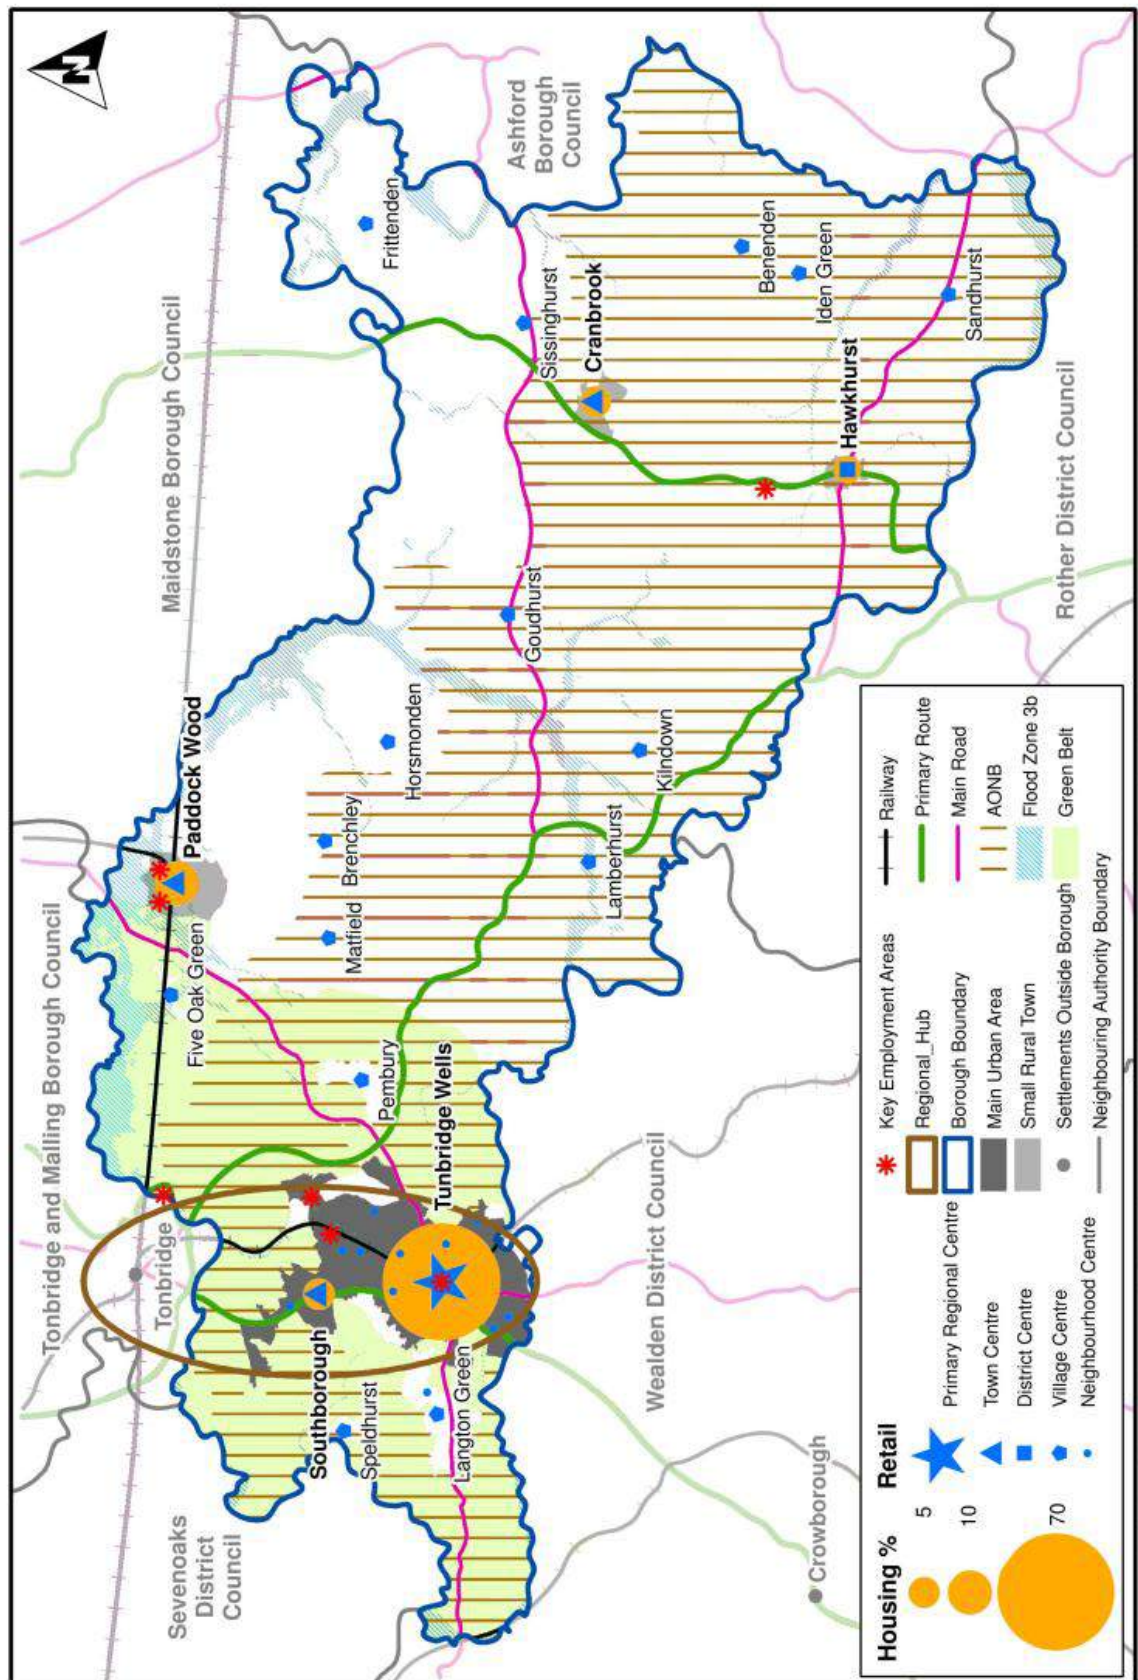 N
Tonbridge and Malling Borough Council
Maidstone Borough Council
Sevenoaks
District
Council
Ashford
Borough
Council
Wealden District Council
Rother District Council
Tonbridge
Southborough
Speldhurst
Langton Green
Tunbridge Wells
Pembury
Five Oak Green
Paddock Wood
Matfield
Brenchley
Horsmonden
Lamberhurst
Kilndown
Goudhurst
Frittenden
Sissinghurst
Cranbrook
Benenden
Iden Green
Hawkhurst
Sandhurst
Crowborough
Housing %
5
10
70
Retail
Primary Regional Centre
Town Centre
District Centre
Village Centre
Neighbourhood Centre
Key Employment Areas
Regional_Hub
Borough Boundary
Main Urban Area
Small Rural Town
Settlements Outside Borough
Neighbouring Authority Boundary
Railway
Primary Route
Main Road
AONB
Flood Zone 3b
Green Belt